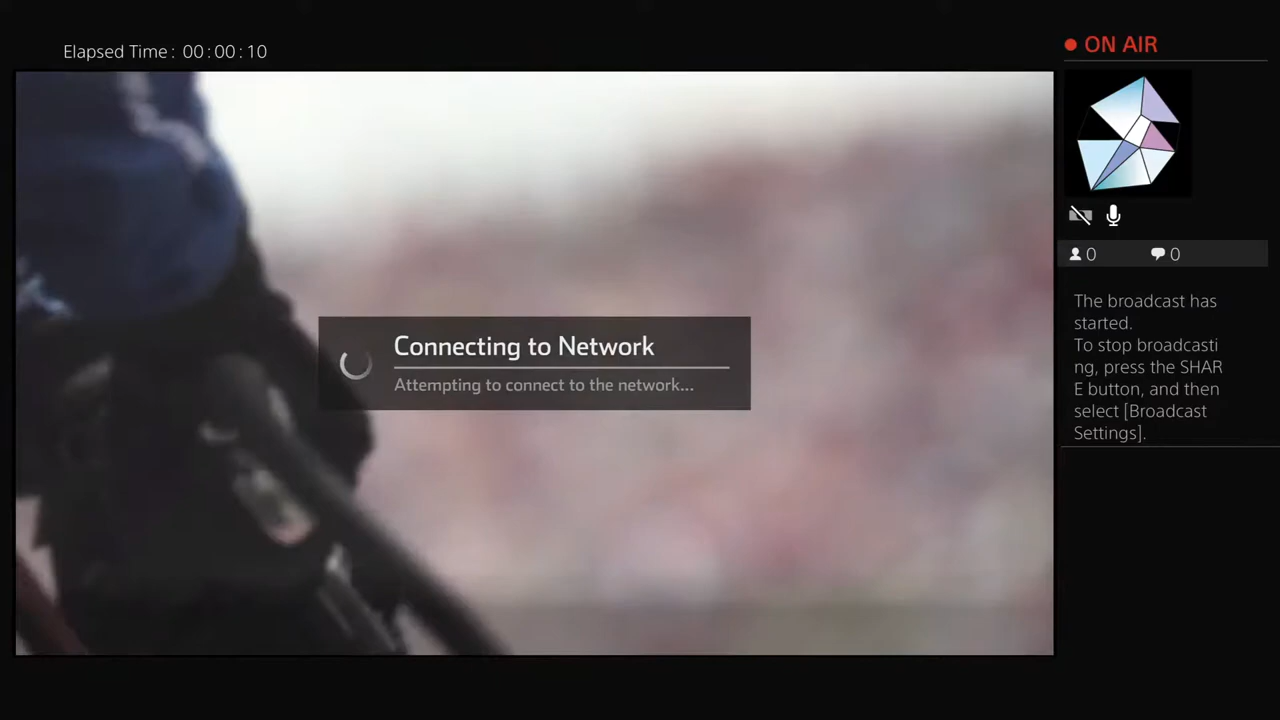 Elapsed Time: 00:00:10
ON AIR
Connecting to Network
Attempting to connect to the network...
0
0
The broadcast has
started.
To stop broadcasti
ng, press the SHAR
E button, and then
select [Broadcast
Settings].